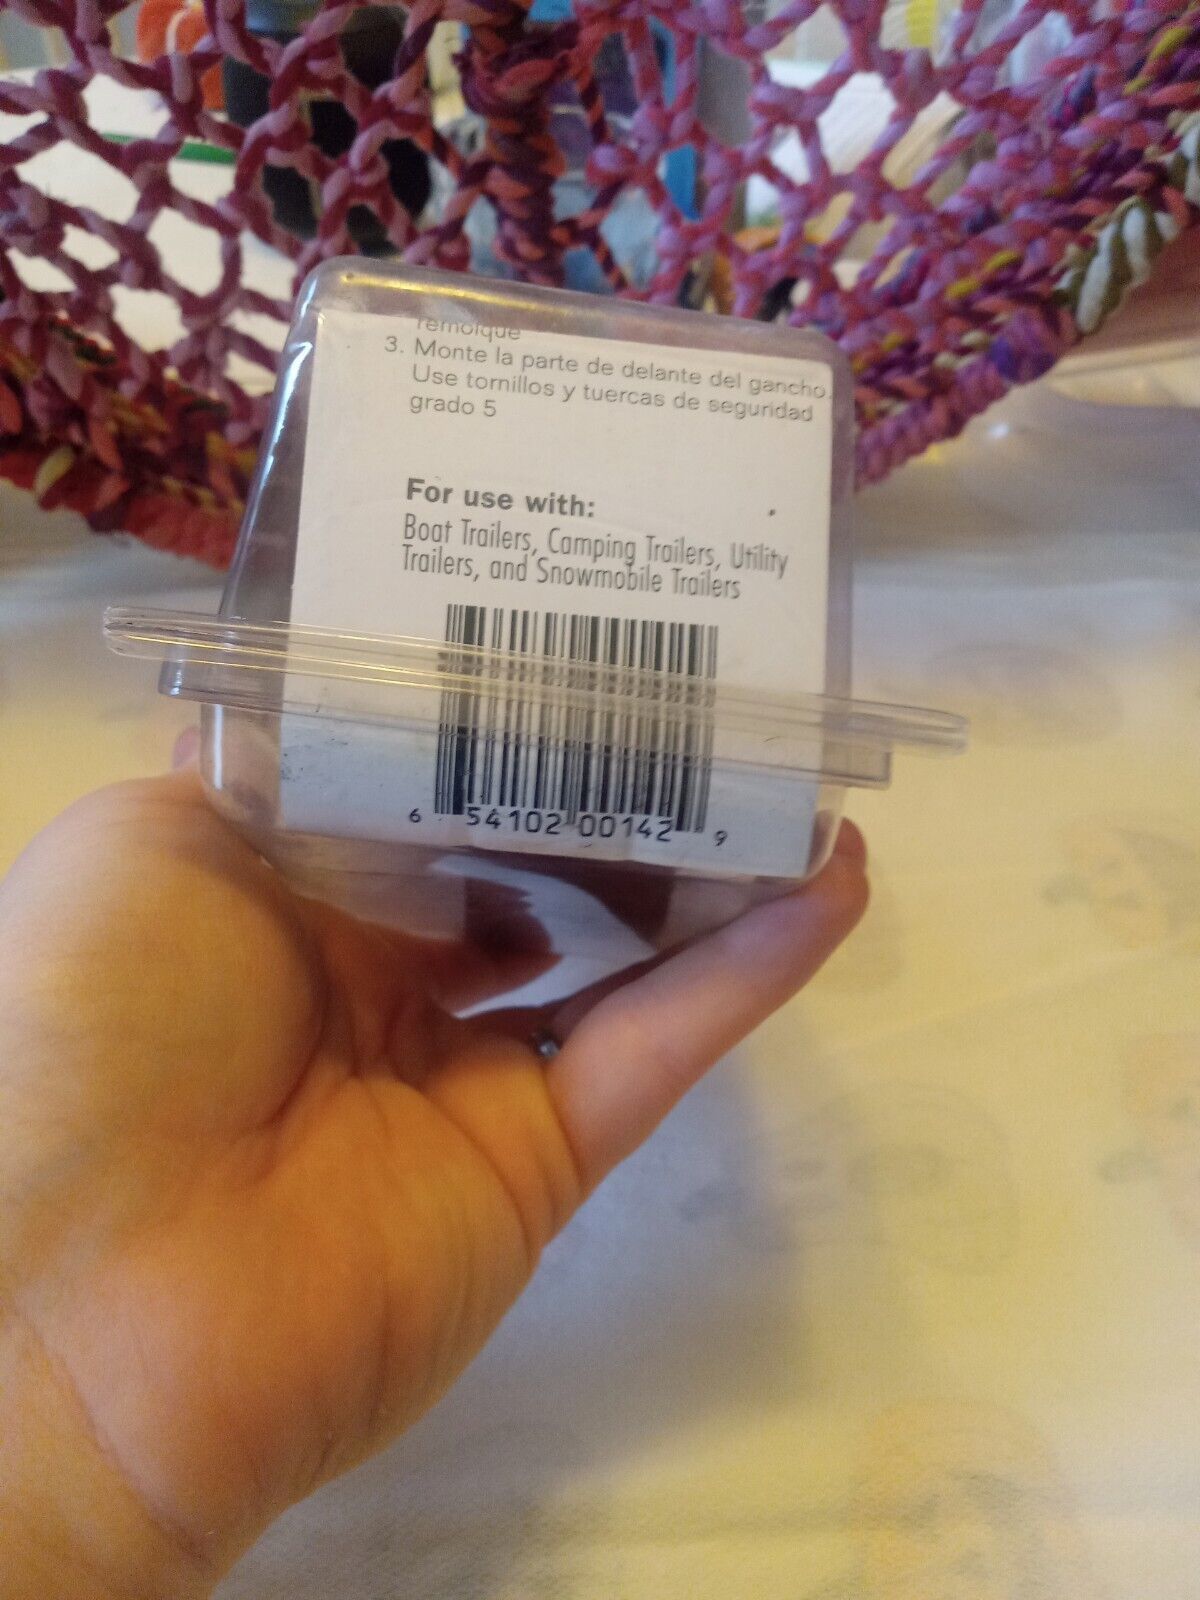 remolque
3. Monte la parte de delante del gancho.
Use tornillos y tuercas de seguridad
grado 5
For use with:
Boat Trailers, Camping Trailers, Utility
Trailers, and Snowmobile Trailers
6 54102 00142 9